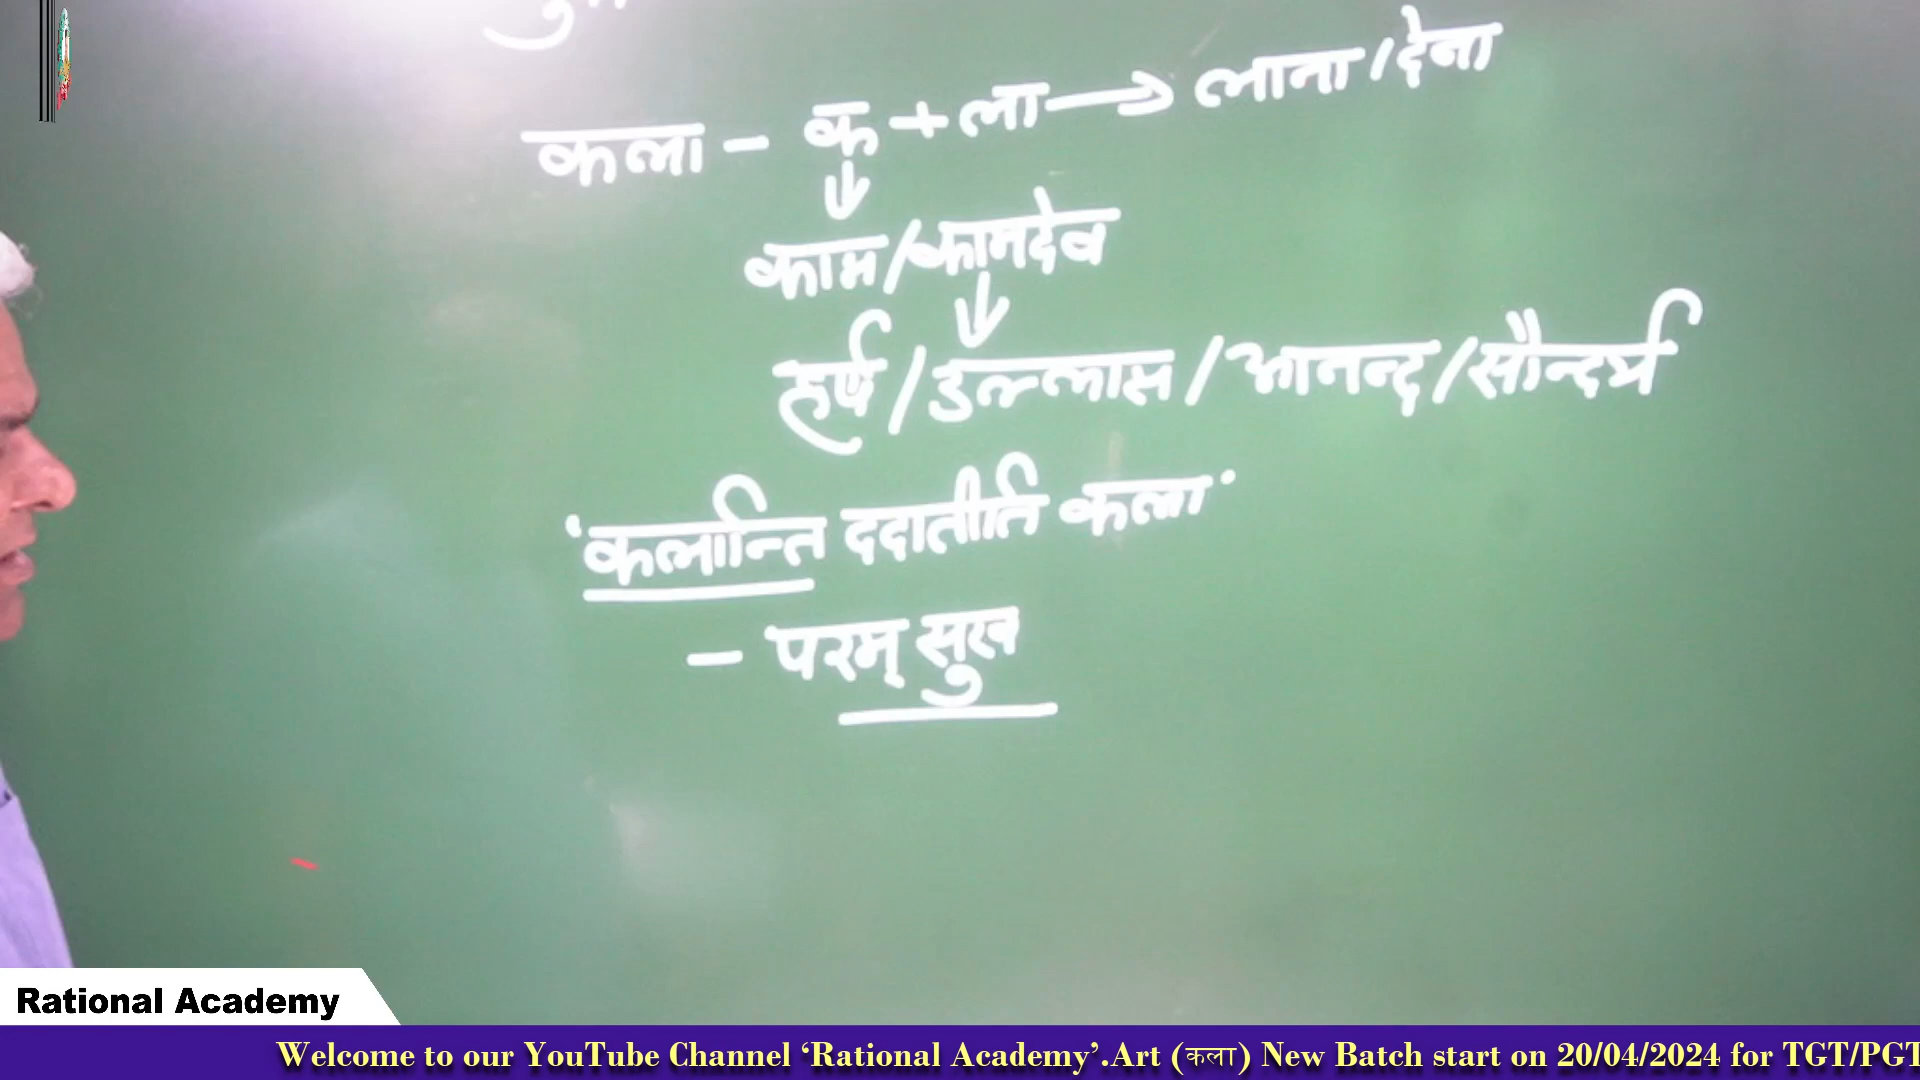 कला - क + ला → लाना / देना
↓
काम / कामदेव
↓
हर्ष / उल्लास / आनन्द / सौन्दर्य
'कलान्ति ददातीति कला'
- परम् सुख
Rational Academy
Welcome to our YouTube Channel ‘Rational Academy’.Art (कला) New Batch start on 20/04/2024 for TGT/PGT